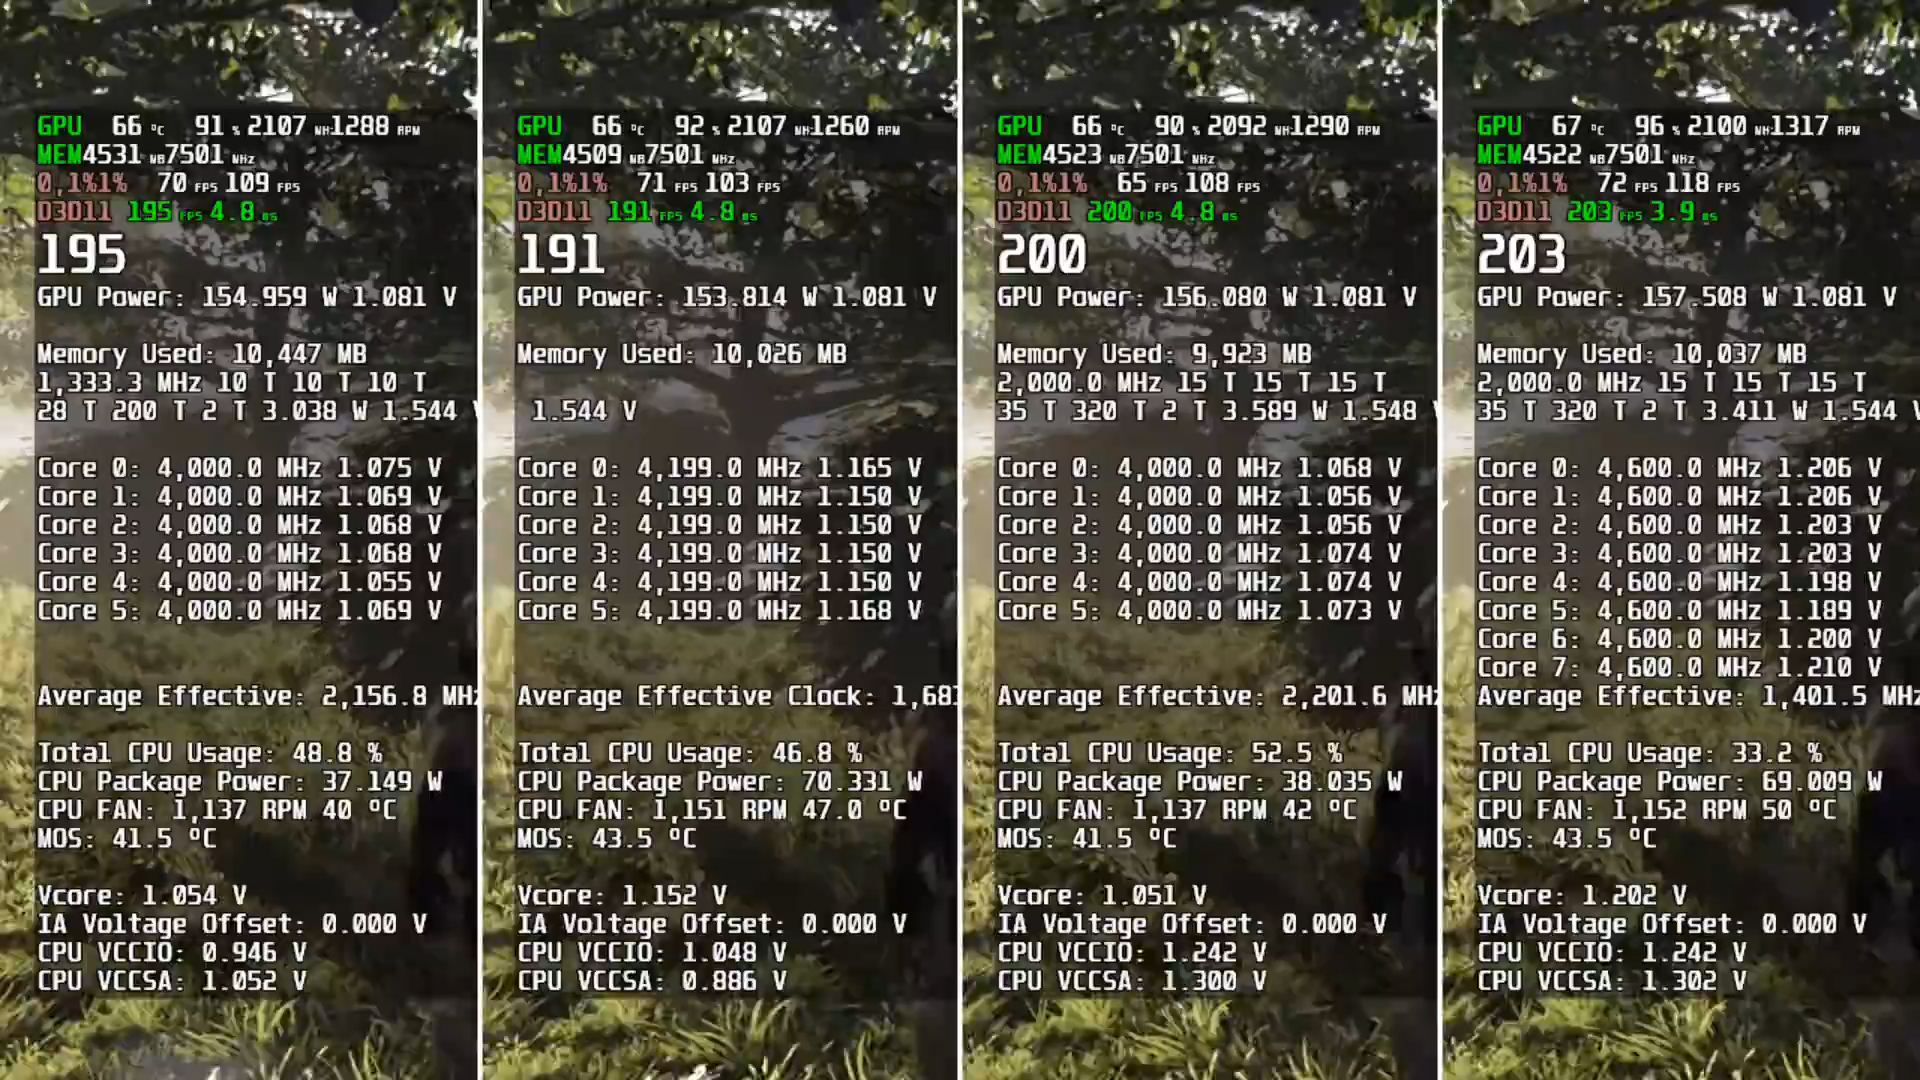 GPU 66 °C 91 % 2107 MHz 1288 RPM
MEM 4531 MB 7501 MHz
0,1% 1% 70 FPS 109 FPS
D3D11 195 FPS 4.8 ms
195
GPU Power: 154.959 W 1.081 V
Memory Used: 10,447 MB
1,333.3 MHz 10 T 10 T 10 T
28 T 200 T 2 T 3.038 W 1.544 V
Core 0: 4,000.0 MHz 1.075 V
Core 1: 4,000.0 MHz 1.069 V
Core 2: 4,000.0 MHz 1.068 V
Core 3: 4,000.0 MHz 1.068 V
Core 4: 4,000.0 MHz 1.055 V
Core 5: 4,000.0 MHz 1.069 V
Average Effective: 2,156.8 MHz
Total CPU Usage: 48.8 %
CPU Package Power: 37.149 W
CPU FAN: 1,137 RPM 40 ºC
MOS: 41.5 ºC
Vcore: 1.054 V
IA Voltage Offset: 0.000 V
CPU VCCIO: 0.946 V
CPU VCCSA: 1.052 V
GPU 66 °C 92 % 2107 MHz 1260 RPM
MEM 4509 MB 7501 MHz
0,1% 1% 71 FPS 103 FPS
D3D11 191 FPS 4.8 ms
191
GPU Power: 153.814 W 1.081 V
Memory Used: 10,026 MB
1.544 V
Core 0: 4,199.0 MHz 1.165 V
Core 1: 4,199.0 MHz 1.150 V
Core 2: 4,199.0 MHz 1.150 V
Core 3: 4,199.0 MHz 1.150 V
Core 4: 4,199.0 MHz 1.150 V
Core 5: 4,199.0 MHz 1.168 V
Average Effective Clock: 1,68
Total CPU Usage: 46.8 %
CPU Package Power: 70.331 W
CPU FAN: 1,151 RPM 47.0 ºC
MOS: 43.5 ºC
Vcore: 1.152 V
IA Voltage Offset: 0.000 V
CPU VCCIO: 1.048 V
CPU VCCSA: 0.886 V
GPU 66 °C 90 % 2092 MHz 1290 RPM
MEM 4523 MB 7501 MHz
0,1% 1% 65 FPS 108 FPS
D3D11 200 FPS 4.8 ms
200
GPU Power: 156.080 W 1.081 V
Memory Used: 9,923 MB
2,000.0 MHz 15 T 15 T 15 T
35 T 320 T 2 T 3.589 W 1.548 V
Core 0: 4,000.0 MHz 1.068 V
Core 1: 4,000.0 MHz 1.056 V
Core 2: 4,000.0 MHz 1.056 V
Core 3: 4,000.0 MHz 1.074 V
Core 4: 4,000.0 MHz 1.074 V
Core 5: 4,000.0 MHz 1.073 V
Average Effective: 2,201.6 MHz
Total CPU Usage: 52.5 %
CPU Package Power: 38.035 W
CPU FAN: 1,137 RPM 42 ºC
MOS: 41.5 ºC
Vcore: 1.051 V
IA Voltage Offset: 0.000 V
CPU VCCIO: 1.242 V
CPU VCCSA: 1.300 V
GPU 67 °C 96 % 2100 MHz 1317 RPM
MEM 4522 MB 7501 MHz
0,1% 1% 72 FPS 118 FPS
D3D11 203 FPS 3.9 ms
203
GPU Power: 157.508 W 1.081 V
Memory Used: 10,037 MB
2,000.0 MHz 15 T 15 T 15 T
35 T 320 T 2 T 3.411 W 1.544 V
Core 0: 4,600.0 MHz 1.206 V
Core 1: 4,600.0 MHz 1.206 V
Core 2: 4,600.0 MHz 1.203 V
Core 3: 4,600.0 MHz 1.203 V
Core 4: 4,600.0 MHz 1.198 V
Core 5: 4,600.0 MHz 1.189 V
Core 6: 4,600.0 MHz 1.200 V
Core 7: 4,600.0 MHz 1.210 V
Average Effective: 1,401.5 MHz
Total CPU Usage: 33.2 %
CPU Package Power: 69.009 W
CPU FAN: 1,152 RPM 50 ºC
MOS: 43.5 ºC
Vcore: 1.202 V
IA Voltage Offset: 0.000 V
CPU VCCIO: 1.242 V
CPU VCCSA: 1.302 V